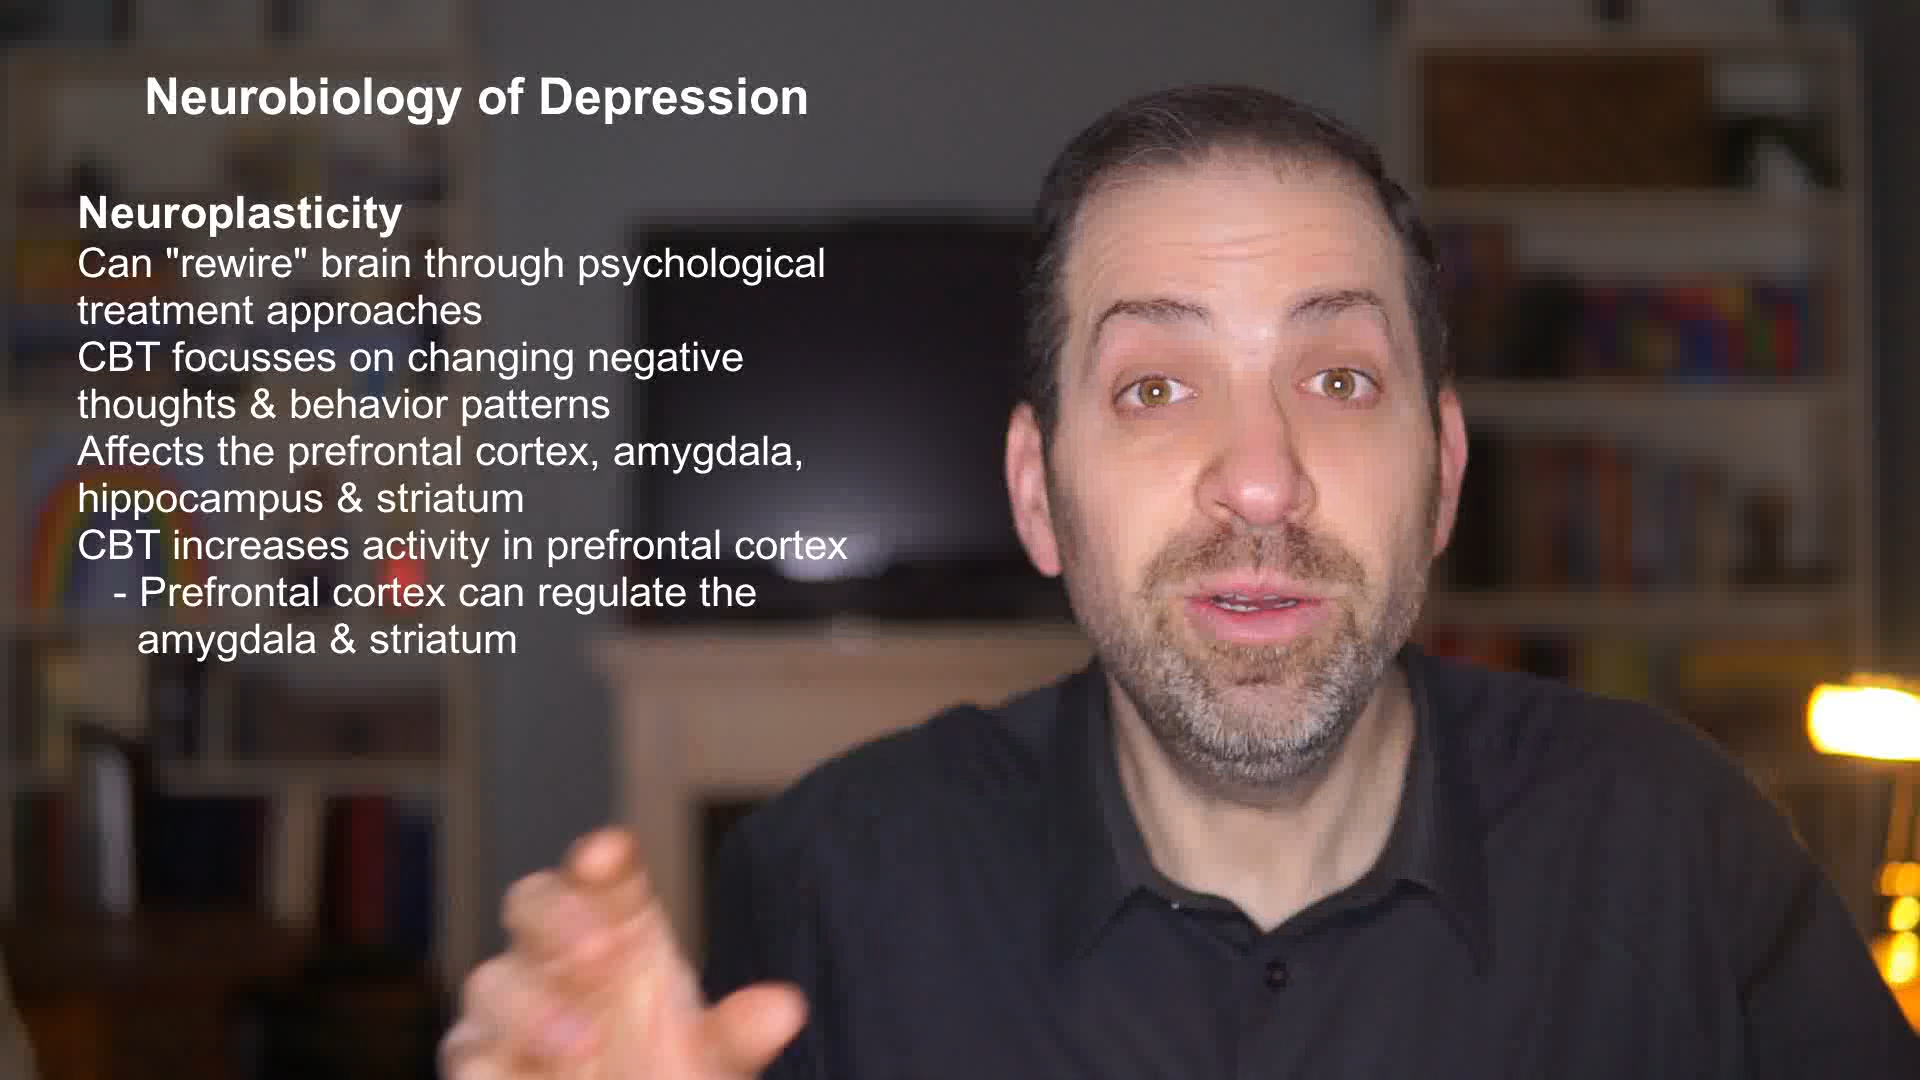 Neurobiology of Depression
Neuroplasticity
Can "rewire" brain through psychological
treatment approaches
CBT focusses on changing negative
thoughts & behavior patterns
Affects the prefrontal cortex, amygdala,
hippocampus & striatum
CBT increases activity in prefrontal cortex
- Prefrontal cortex can regulate the
amygdala & striatum